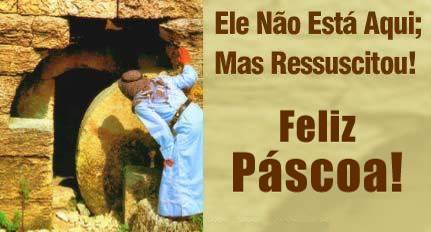 Ele Não Está Aqui;
Mas Ressuscitou!
Feliz
Páscoa!